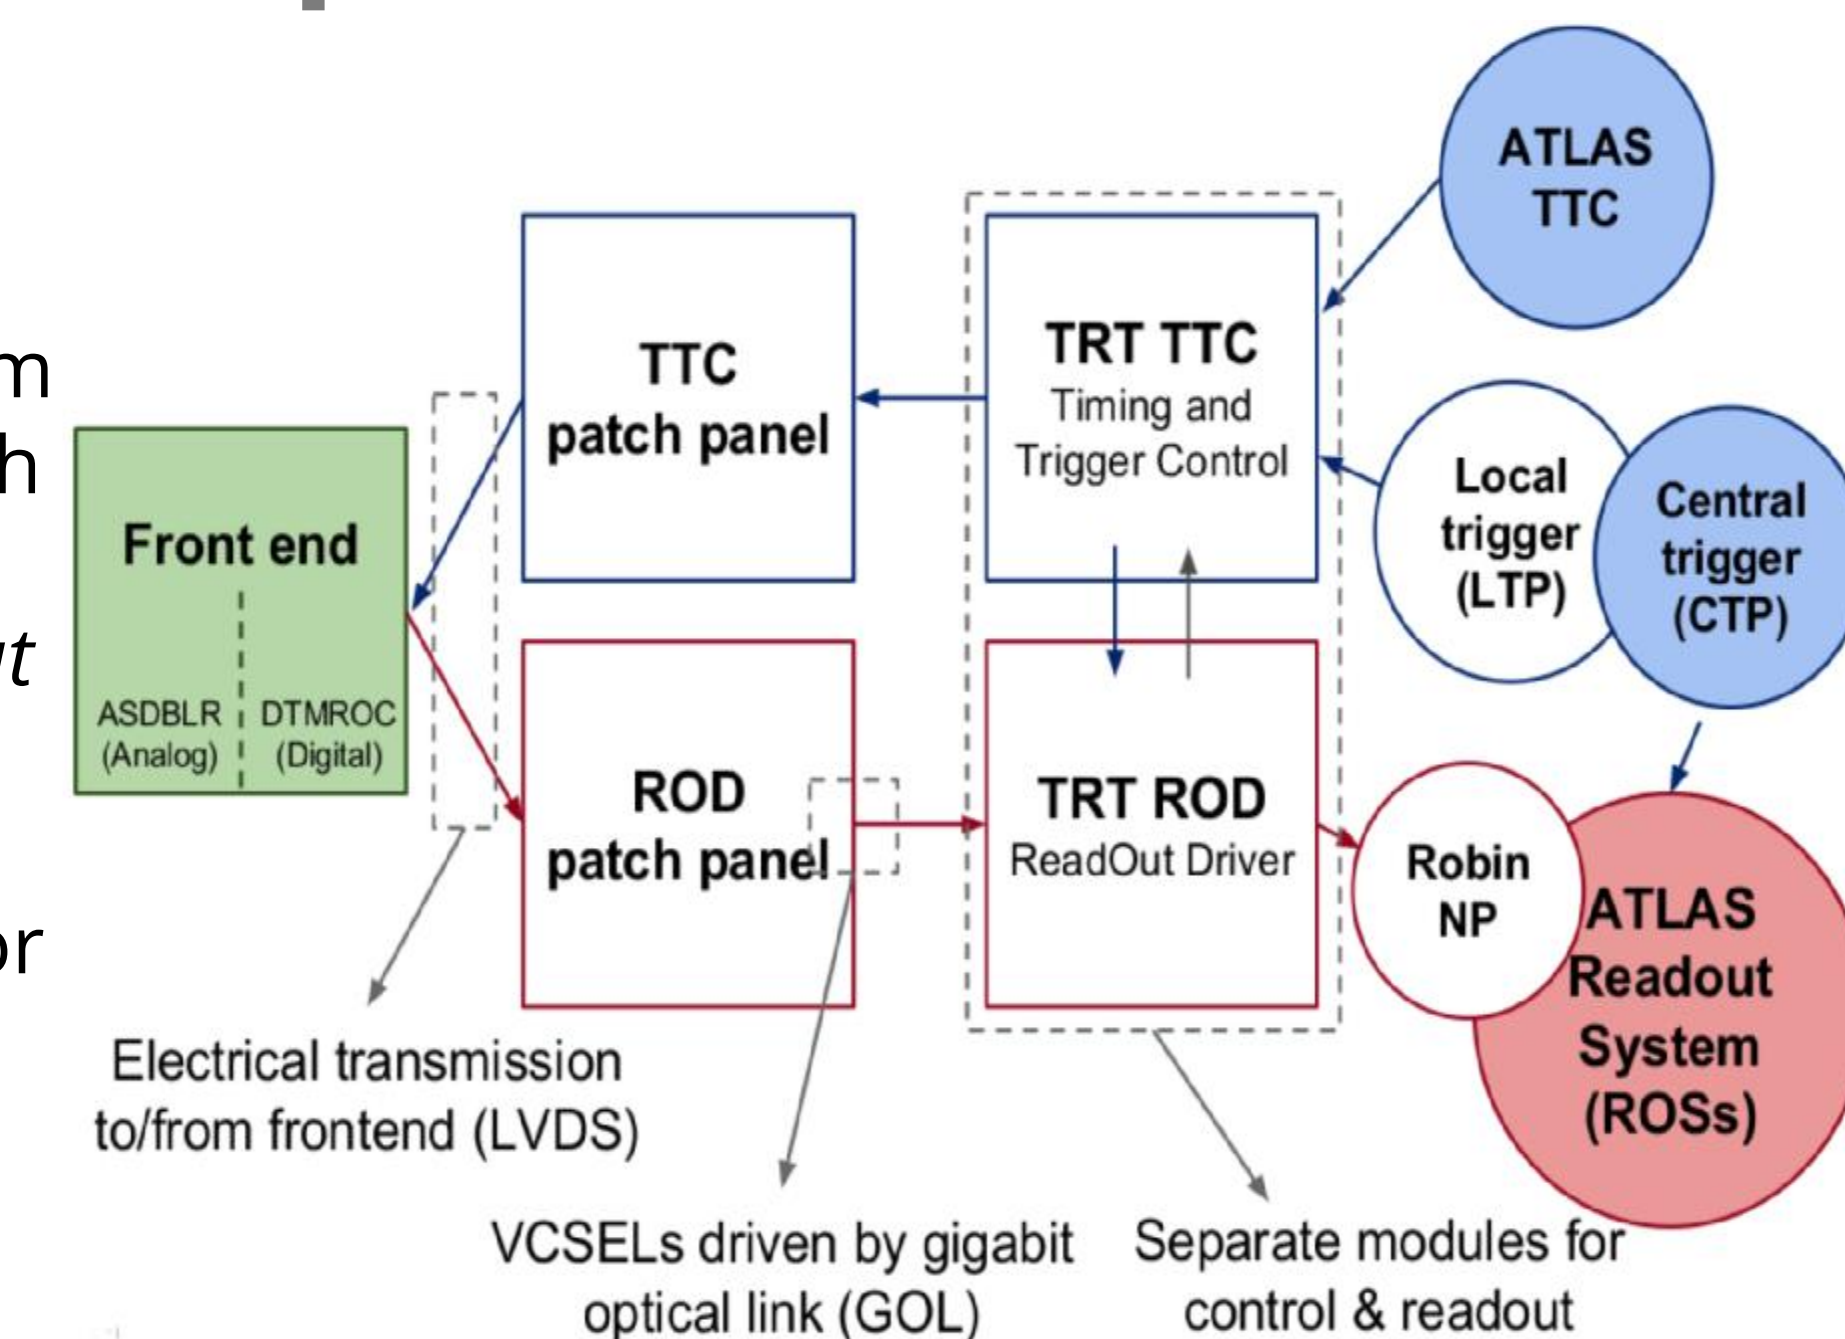 ATLAS
TTC
TTC
patch panel
TRT TTC
Timing and
Trigger Control
Local
trigger
(LTP)
Central
trigger
(CTP)
Front end
ASDBLR
(Analog)
DTMROC
(Digital)
ROD
patch panel
TRT ROD
ReadOut Driver
Robin
NP
ATLAS
Readout
System
(ROSs)
Electrical transmission
to/from frontend (LVDS)
VCSELs driven by gigabit
optical link (GOL)
Separate modules for
control & readout